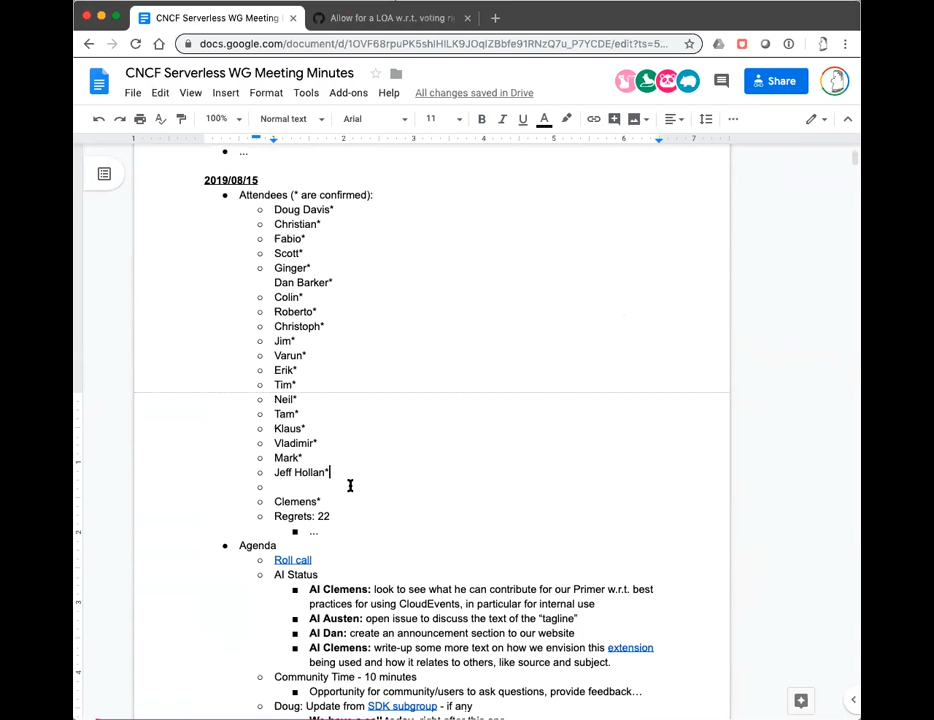 CNCF Serverless WG Meeting
Allow for a LOA w.r.t. voting ri
CNCF Serverless WG Meeting Minutes
File Edit View Insert Format Tools Add-ons Help All changes saved in Drive
Share
100% Normal text Arial 11 B I U A
1 1 2 3 4 5 6 7
...
2019/08/15
Attendees (* are confirmed):
Doug Davis*
Christian*
Fabio*
Scott*
Ginger*
Dan Barker*
Colin*
Roberto*
Christoph*
Jim*
Varun*
Erik*
Tim*
Neil*
Tam*
Klaus*
Vladimir*
Mark*
Jeff Hollan*
Clemens*
Regrets: 22
...
Agenda
Roll call
AI Status
AI Clemens: look to see what he can contribute for our Primer w.r.t. best
practices for using CloudEvents, in particular for internal use
AI Austen: open issue to discuss the text of the “tagline”
AI Dan: create an announcement section to our website
AI Clemens: write-up some more text on how we envision this extension
being used and how it relates to others, like source and subject.
Community Time - 10 minutes
Opportunity for community/users to ask questions, provide feedback…
Doug: Update from SDK subgroup - if any